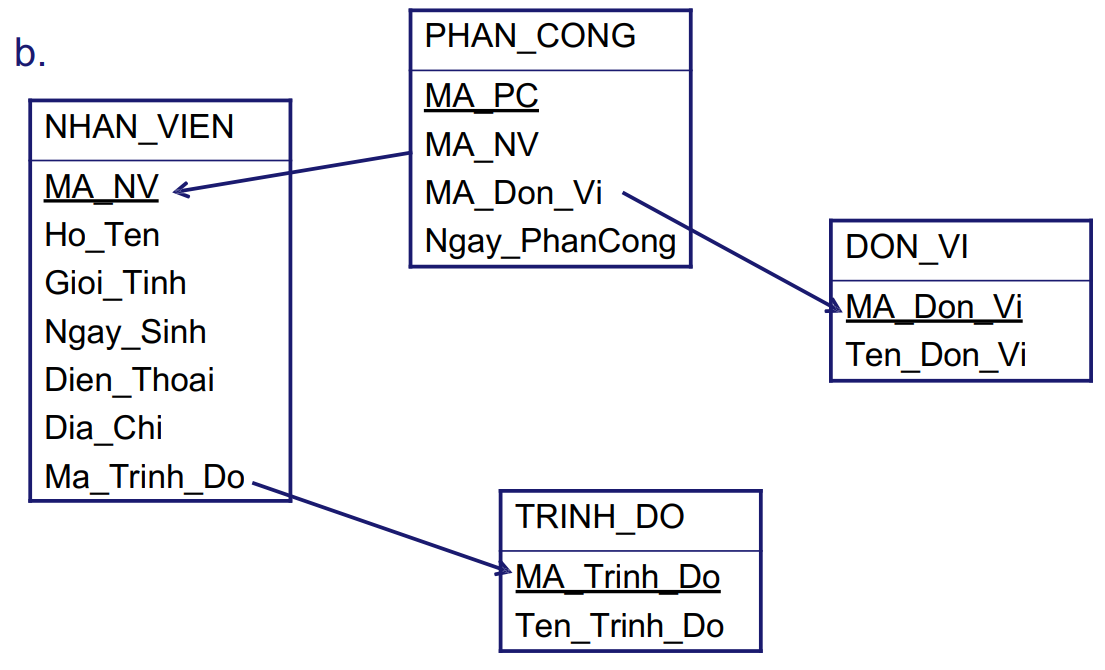 b.
NHAN_VIEN
MA_NV
Ho_Ten
Gioi_Tinh
Ngay_Sinh
Dien_Thoai
Dia_Chi
Ma_Trinh_Do
PHAN_CONG
MA_PC
MA_NV
MA_Don_Vi
Ngay_PhanCong
DON_VI
MA_Don_Vi
Ten_Don_Vi
TRINH_DO
MA_Trinh_Do
Ten_Trinh_Do